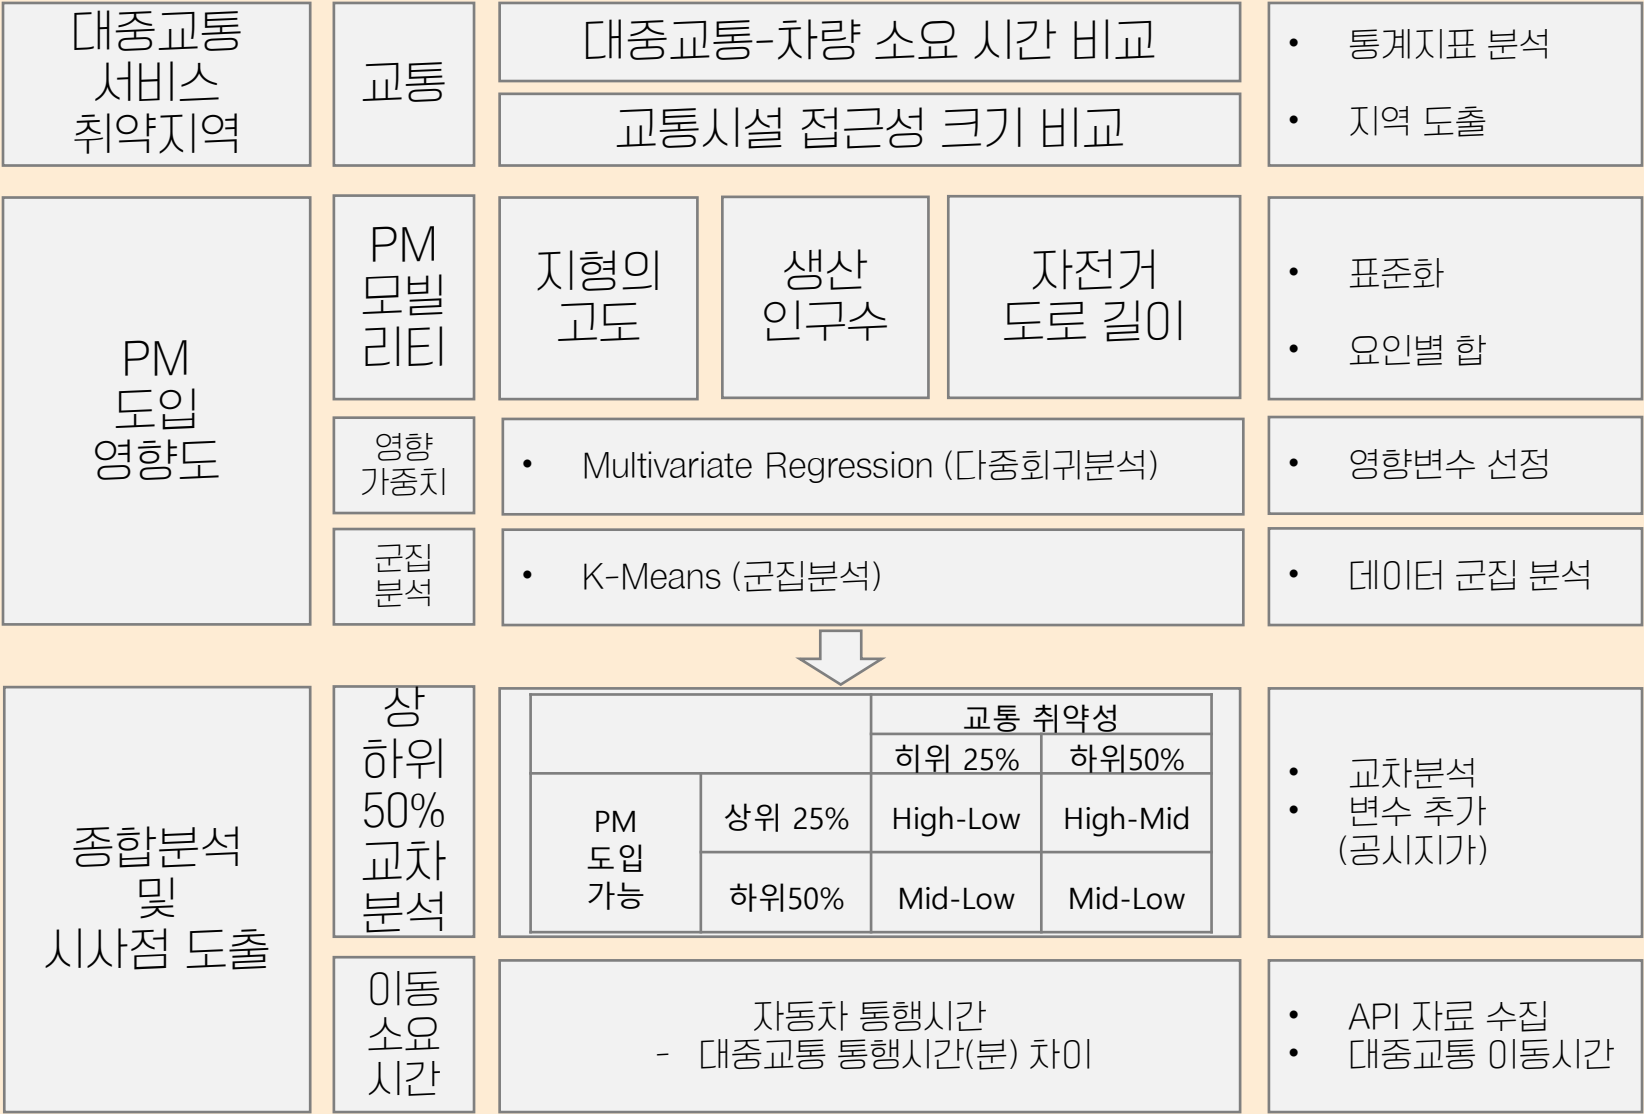 대중교통
서비스
취약지역
교통
대중교통-차량 소요 시간 비교
교통시설 접근성 크기 비교
• 통계지표 분석
• 지역 도출
PM
도입
영향도
PM
모빌
리티
지형의
고도
생산
인구수
자전거
도로 길이
• 표준화
• 요인별 합
영향
가중치
• Multivariate Regression (다중회귀분석)
• 영향변수 선정
군집
분석
• K-Means (군집분석)
• 데이터 군집 분석
종합분석
및
시사점 도출
상
하위
50%
교차
분석
교통 취약성
히위 25%
하위50%
PM
도입
가능
상위 25%
High-Low
High-Mid
하위50%
Mid-Low
Mid-Low
• 교차분석
• 변수 추가
(공시지가)
이동
소요
시간
자동차 통행시간
- 대중교통 통행시간(분) 차이
• API 자료 수집
• 대중교통 이동시간